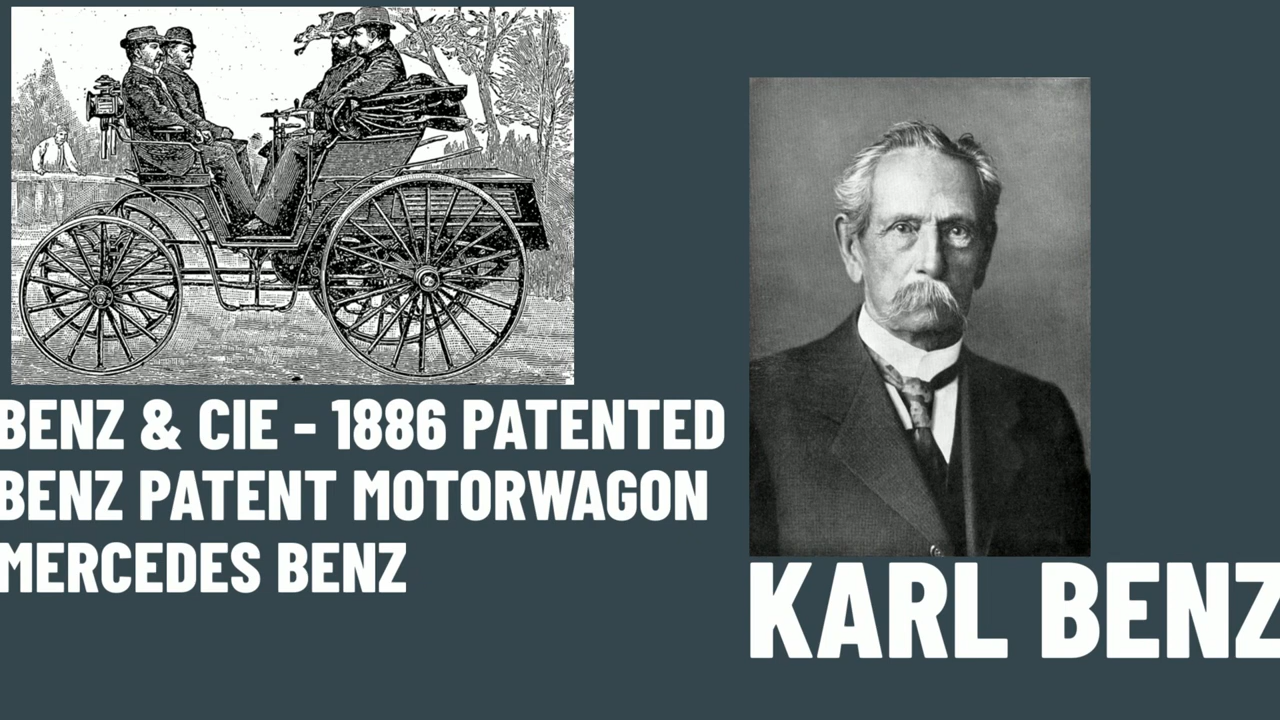 BENZ & CIE - 1886 PATENTED
BENZ PATENT MOTORWAGON
MERCEDES BENZ
KARL BENZ